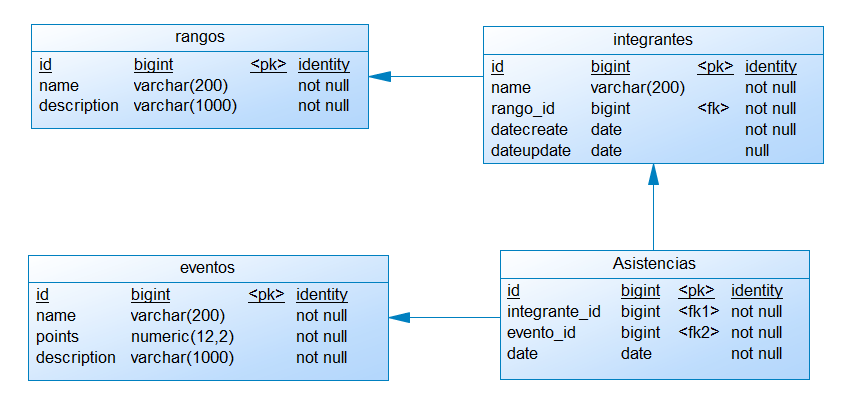 rangos
id bigint <pk> identity
name varchar(200) not null
description varchar(1000) not null
integrantes
id bigint <pk> identity
name varchar(200) not null
rango_id bigint <fk> not null
datecreate date not null
dateupdate date null
eventos
id bigint <pk> identity
name varchar(200) not null
points numeric(12,2) not null
description varchar(1000) not null
Asistencias
id bigint <pk> identity
integrante_id bigint <fk1> not null
evento_id bigint <fk2> not null
date date not null